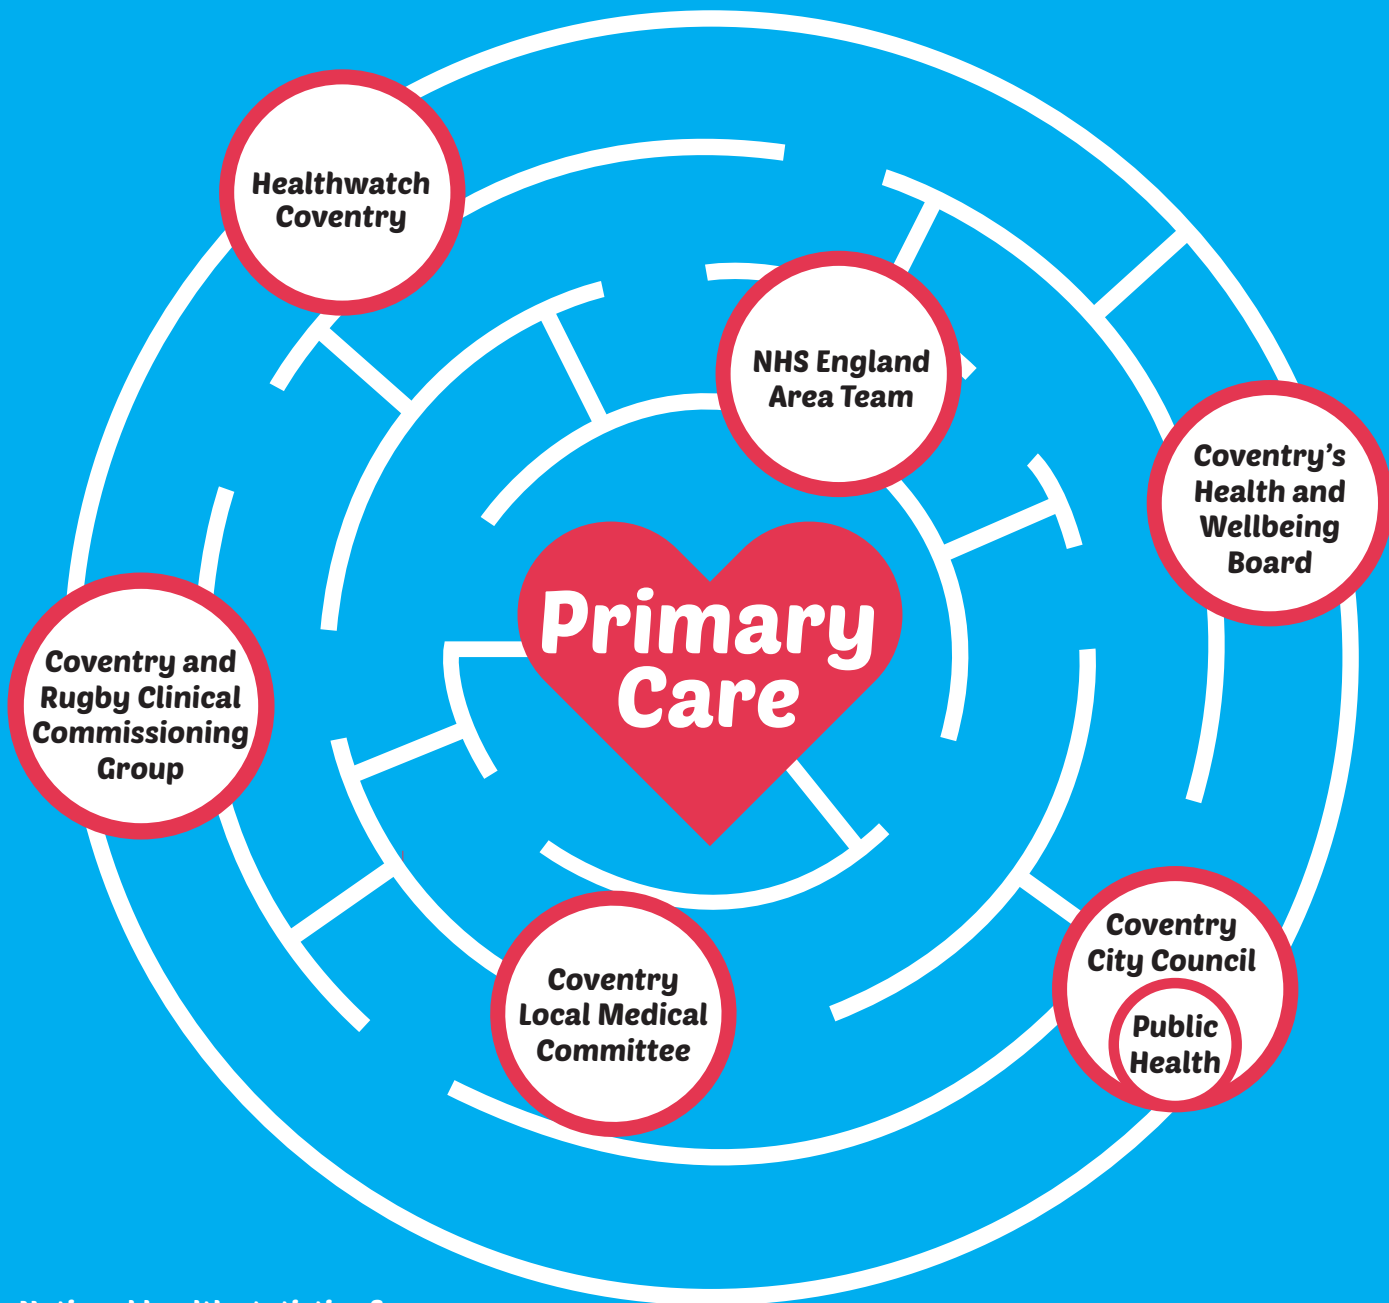 Healthwatch
Coventry
NHS England
Area Team
Coventry’s
Health and
Wellbeing
Board
Primary
Care
Coventry and
Rugby Clinical
Commissioning
Group
Coventry
City Council
Public
Health
Coventry
Local Medical
Committee